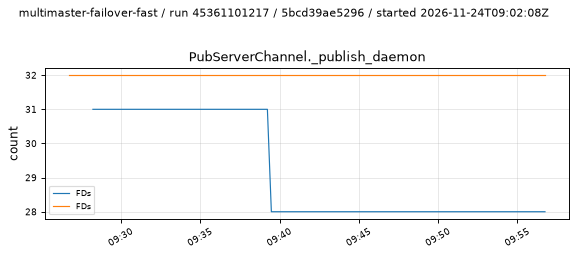 multimaster-failover-fast / run 45361101217 / 5bcd39ae5296 / started 2026-11-24T09:02:08Z
PubServerChannel._publish_daemon
32
31
30
29
28
count
FDs
FDs
09:30
09:35
09:40
09:45
09:50
09:55